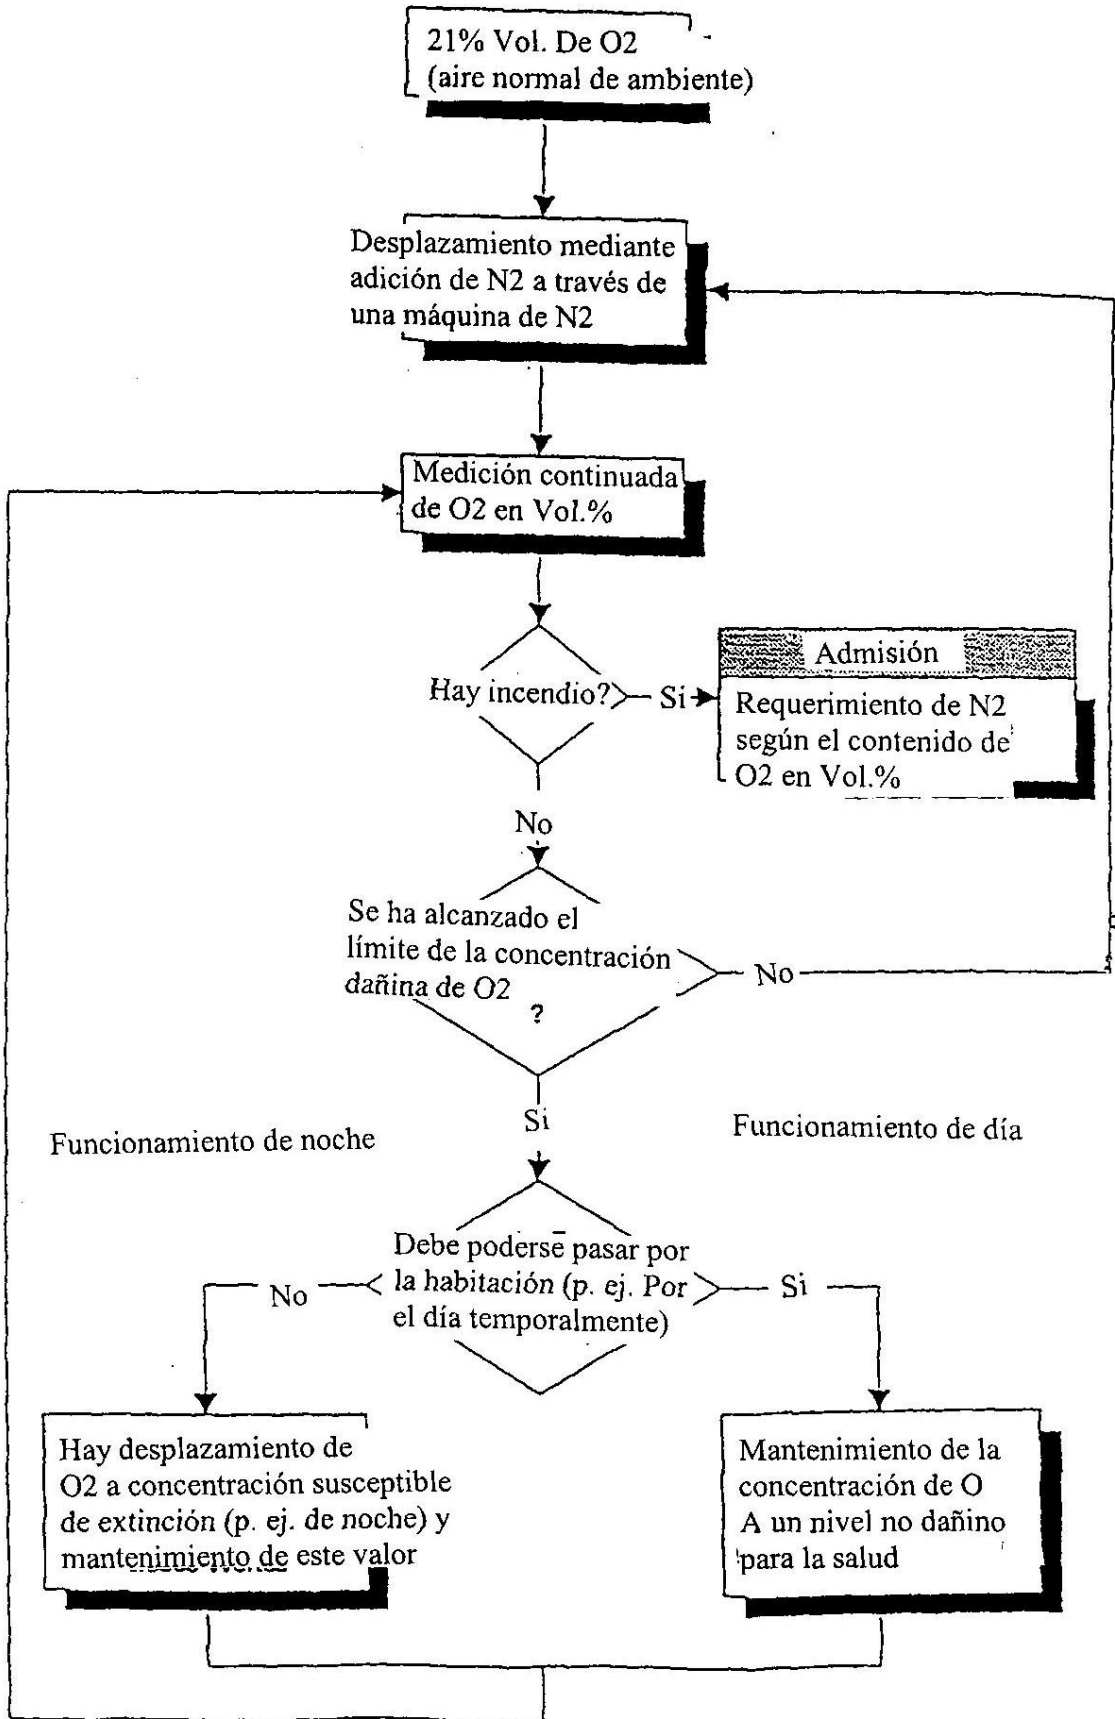 21% Vol. De O2
(aire normal de ambiente)
Desplazamiento mediante
adición de N2 a través de
una máquina de N2
Medición continuada
de O2 en Vol.%
Hay incendio?
Si
Admisión
Requerimiento de N2
según el contenido de
O2 en Vol.%
No
Se ha alcanzado el
límite de la concentración
dañina de O2
?
No
Si
Funcionamiento de noche
Funcionamiento de día
Debe poderse pasar por
la habitación (p. ej. Por
el día temporalmente)
No
Si
Hay desplazamiento de
O2 a concentración susceptible
de extinción (p. ej. de noche) y
mantenimiento de este valor
Mantenimiento de la
concentración de O
A un nivel no dañino
para la salud